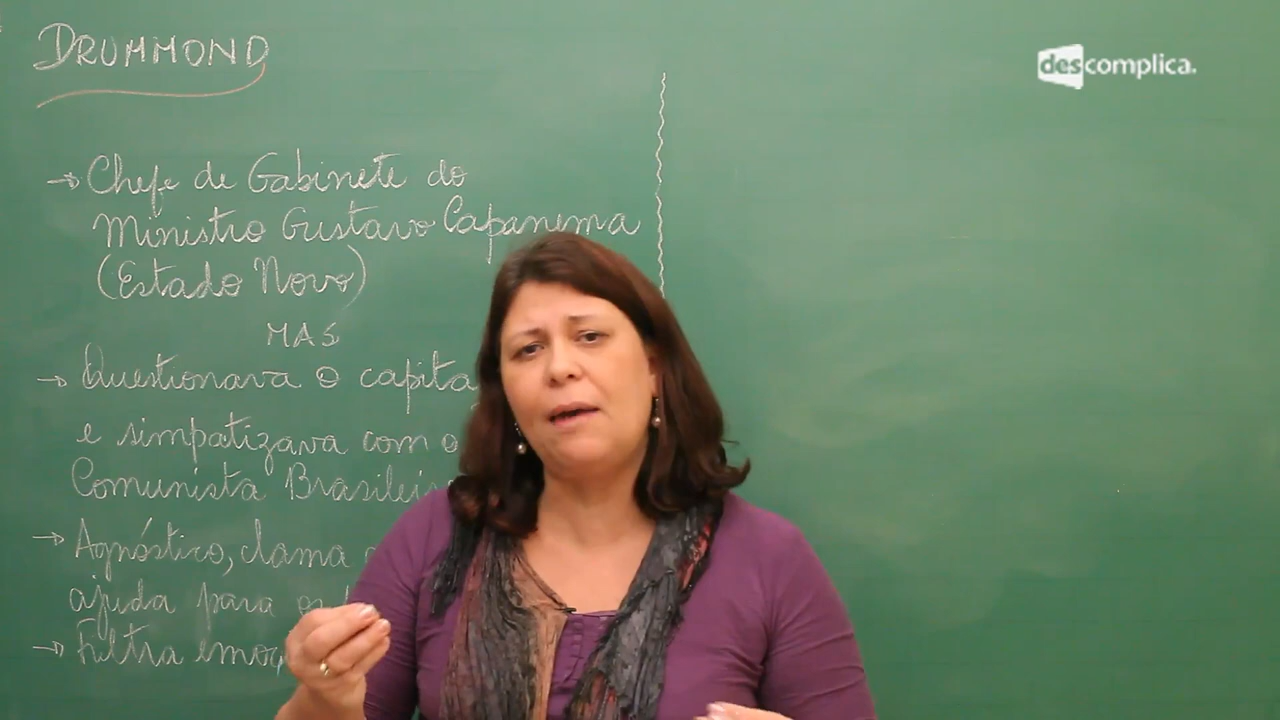 DRUMMOND
descomplica.
→ Chefe de Gabinete do
Ministro Gustavo Capanema
(Estado Novo)
MAS
→ Questionava o
e simpatizava com o
Comunista
→ Agnóstico, clama
ajuda para
→ Filtra